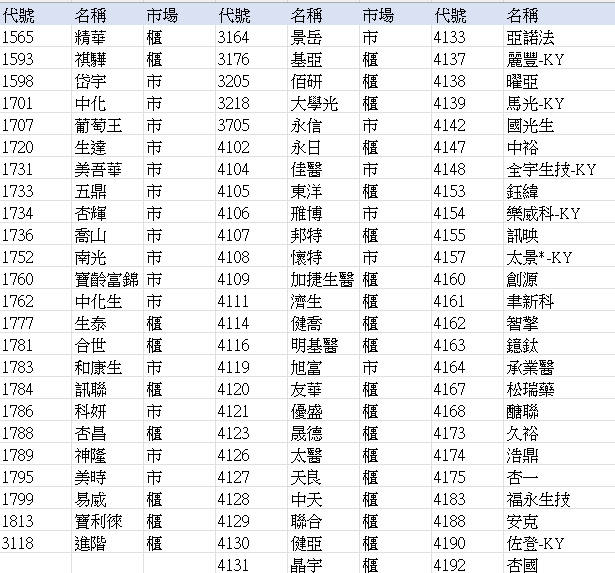 代號 名稱 市場 代號 名稱 市場 代號 名稱
1565 精華 櫃 3164 景岳 市 4133 亞諾法
1593 祺驊 櫃 3176 基亞 櫃 4137 麗豐-KY
1598 岱宇 市 3205 佰研 櫃 4138 曜亞
1701 中化 市 3218 大學光 櫃 4139 馬光-KY
1707 葡萄王 市 3705 永信 市 4142 國光生
1720 生達 市 4102 永日 櫃 4147 中裕
1731 美吾華 市 4104 佳醫 市 4148 全宇生技-KY
1733 五鼎 市 4105 東洋 櫃 4153 鈺緯
1734 杏輝 市 4106 雅博 市 4154 樂威科-KY
1736 喬山 市 4107 邦特 櫃 4155 訊映
1752 南光 市 4108 懷特 市 4157 太景*-KY
1760 寶齡富錦 市 4109 加捷生醫 櫃 4160 創源
1762 中化生 市 4111 濟生 櫃 4161 聿新科
1777 生泰 櫃 4114 健喬 櫃 4162 智擎
1781 合世 櫃 4116 明基醫 櫃 4163 鐿鈦
1783 和康生 市 4119 旭富 市 4164 承業醫
1784 訊聯 櫃 4120 友華 櫃 4167 松瑞藥
1786 科妍 市 4121 優盛 櫃 4168 醣聯
1788 杏昌 櫃 4123 晟德 櫃 4173 久裕
1789 神隆 市 4126 太醫 櫃 4174 浩鼎
1795 美時 市 4127 天良 櫃 4175 杏一
1799 易威 櫃 4128 中天 櫃 4183 福永生技
1813 寶利徠 櫃 4129 聯合 櫃 4188 安克
3118 進階 櫃 4130 健亞 櫃 4190 佐登-KY
4131 晶宇 櫃 4192 杏國